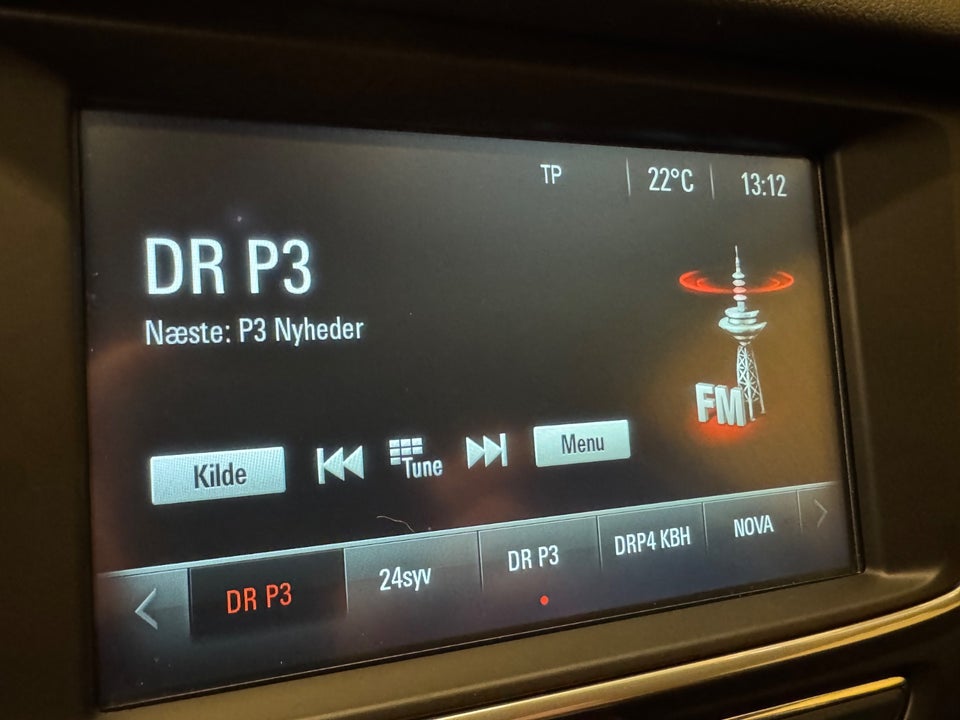 TP 22°C 13:12
DR P3
Næste: P3 Nyheder
FM
Kilde Tune Menu
DR P3 24syv DR P3 DRP4 KBH NOVA